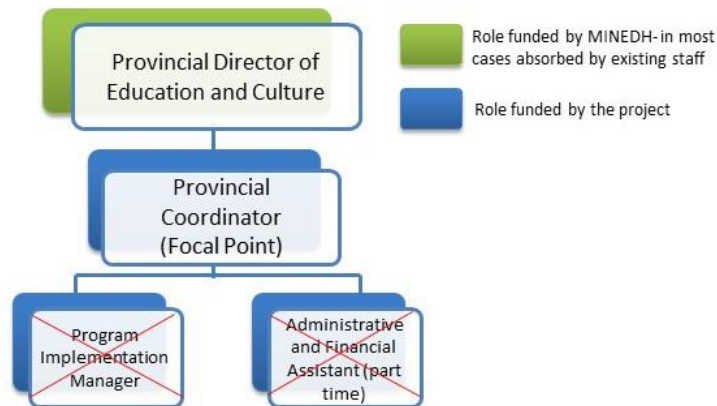 Provincial Director of
Education and Culture
Role funded by MINEDH-in most
cases absorbed by existing staff
Role funded by the project
Provincial
Coordinator
(Focal Point)
Program
Implementation
Manager
Administrative
and Financial
Assistant (part
time)